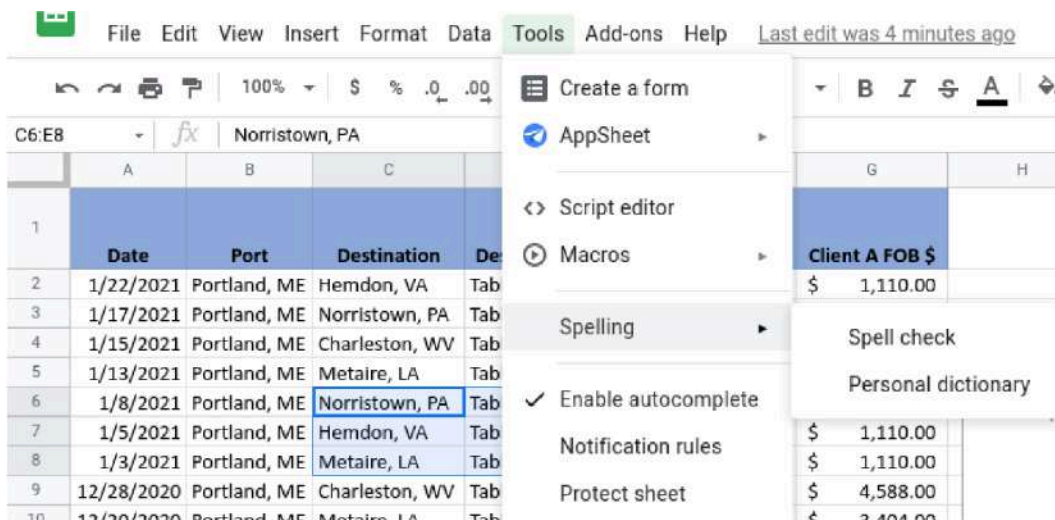 File Edit View Insert Format Data Tools Add-ons Help Last edit was 4 minutes ago
100% $ % .0 .00 B I S A
C6:E8 fx Norristown, PA
A B C G H
1 Date Port Destination Client A FOB $
2 1/22/2021 Portland, ME Hemdon, VA Tab $ 1,110.00
3 1/17/2021 Portland, ME Norristown, PA Tab
4 1/15/2021 Portland, ME Charleston, WV Tab
5 1/13/2021 Portland, ME Metaire, LA Tab
6 1/8/2021 Portland, ME Norristown, PA Tab
7 1/5/2021 Portland, ME Hemdon, VA Tab $ 1,110.00
8 1/3/2021 Portland, ME Metaire, LA Tab $ 1,110.00
9 12/28/2020 Portland, ME Charleston, WV Tab $ 4,588.00
Create a form
AppSheet
Script editor
Macros
Spelling
Enable autocomplete
Notification rules
Protect sheet
Spell check
Personal dictionary